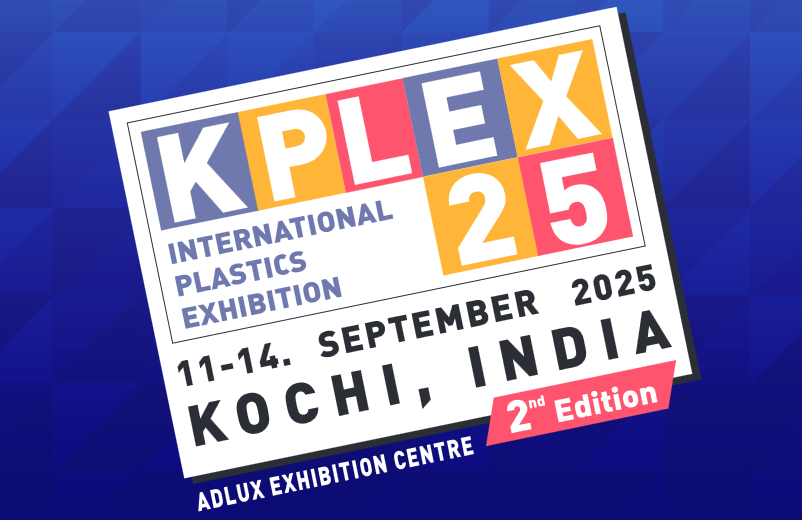 KPLEX
25
INTERNATIONAL
PLASTICS
EXHIBITION
11-14. SEPTEMBER 2025
KOCHI, INDIA
2nd Edition
ADLUX EXHIBITION CENTRE